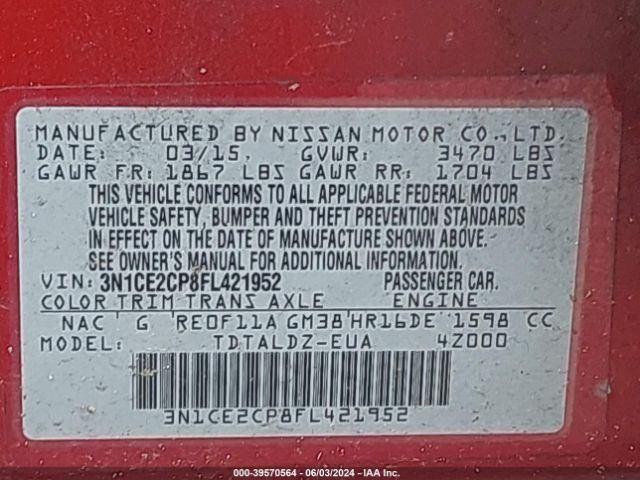 MANUFACTURED BY NISSAN MOTOR CO., LTD.
DATE: 03/15. GVWR: 3470 LBS
GAWR FR: 1867 LBS GAWR RR: 1704 LBS
THIS VEHICLE CONFORMS TO ALL APPLICABLE FEDERAL MOTOR
VEHICLE SAFETY, BUMPER AND THEFT PREVENTION STANDARDS
IN EFFECT ON THE DATE OF MANUFACTURE SHOWN ABOVE.
SEE OWNER'S MANUAL FOR ADDITIONAL INFORMATION.
VIN: 3N1CE2CP8FL421952 PASSENGER CAR.
COLOR TRIM TRANS AXLE ENGINE
NAC G RE0F11A GM38 HR16DE 1598 CC
MODEL: TDTALDZ-EUA 4Z000
3N1CE2CP8FL421952
000-39570564 | 06/03/2024 | IAA Inc.